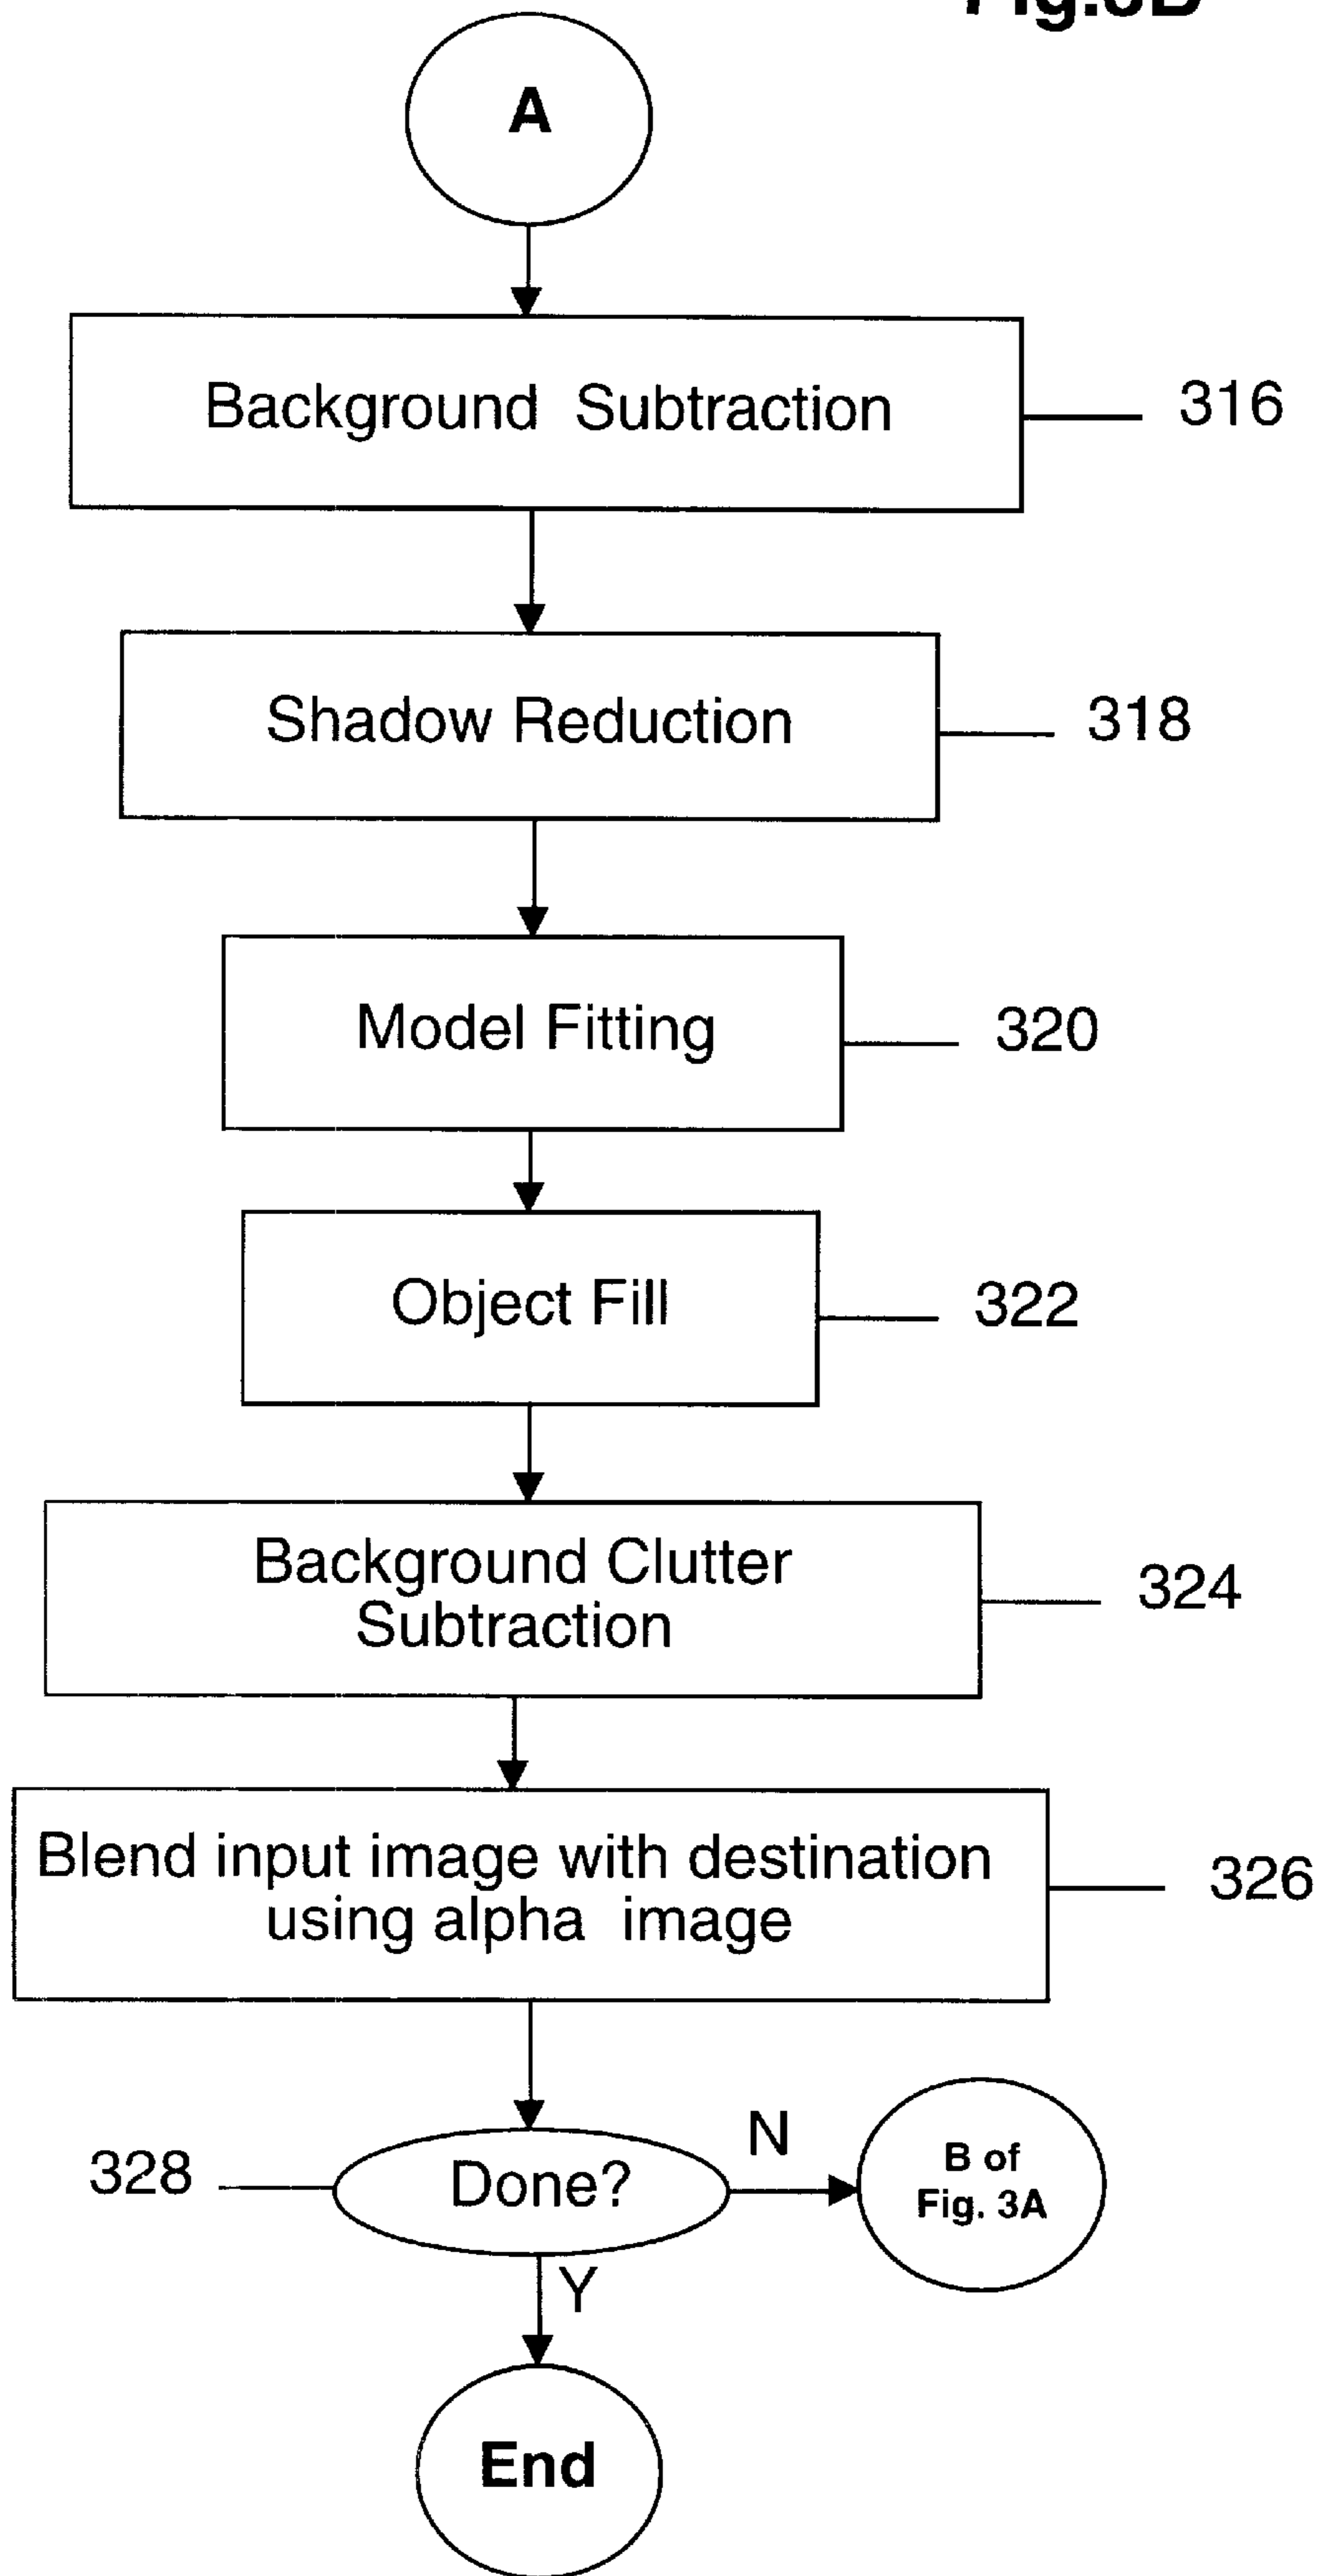 Fig.3B
A
Background Subtraction
316
Shadow Reduction
318
Model Fitting
320
Object Fill
322
Background Clutter
Subtraction
324
Blend input image with destination
using alpha image
326
328
Done?
N
B of
Fig. 3A
Y
End